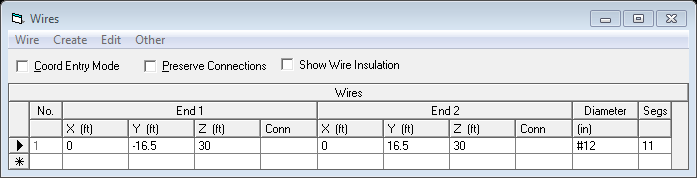 Wires
Wire Create Edit Other
Coord Entry Mode Preserve Connections Show Wire Insulation
Wires
No. End 1 End 2 Diameter Segs
X (ft) Y (ft) Z (ft) Conn X (ft) Y (ft) Z (ft) Conn (in)
1 0 -16.5 30 0 16.5 30 #12 11